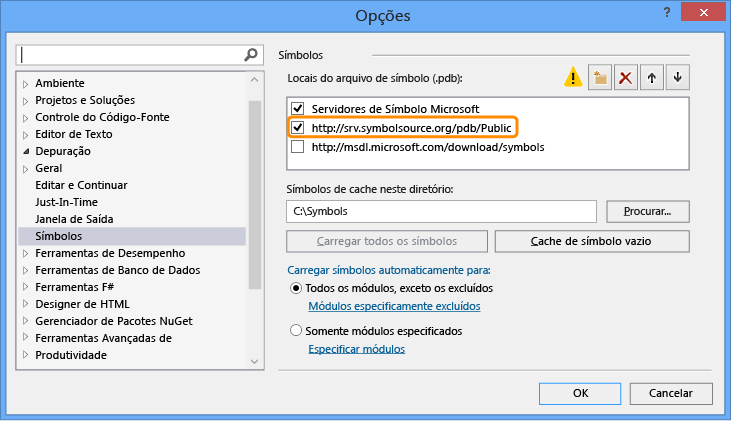 Opções
Ambiente
Projetos e Soluções
Controle do Código-Fonte
Editor de Texto
Depuração
Geral
Editar e Continuar
Just-In-Time
Janela de Saída
Símbolos
Ferramentas de Desempenho
Ferramentas de Banco de Dados
Ferramentas F#
Designer de HTML
Gerenciador de Pacotes NuGet
Ferramentas Avançadas de
Produtividade
Símbolos
Locais do arquivo de símbolo (.pdb):
Servidores de Símbolo Microsoft
http://srv.symbolsource.org/pdb/Public
http://msdl.microsoft.com/download/symbols
Símbolos de cache neste diretório:
C:\Symbols
Procurar...
Carregar todos os símbolos
Cache de símbolo vazio
Carregar símbolos automaticamente para:
Todos os módulos, exceto os excluídos
Módulos especificamente excluídos
Somente módulos especificados
Especificar módulos
OK
Cancelar